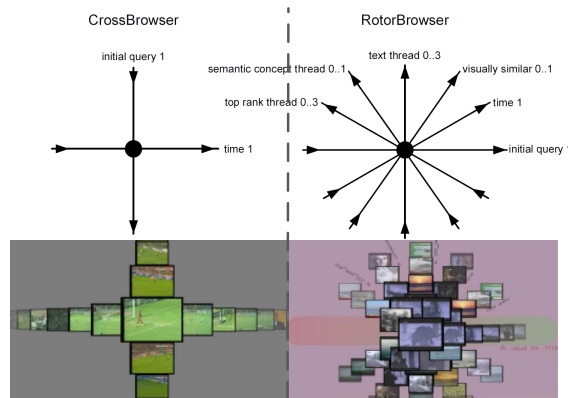 CrossBrowser
RotorBrowser
initial query 1
text thread 0..3
semantic concept thread 0..1
visually similar 0..1
top rank thread 0..3
time 1
time 1
initial query 1